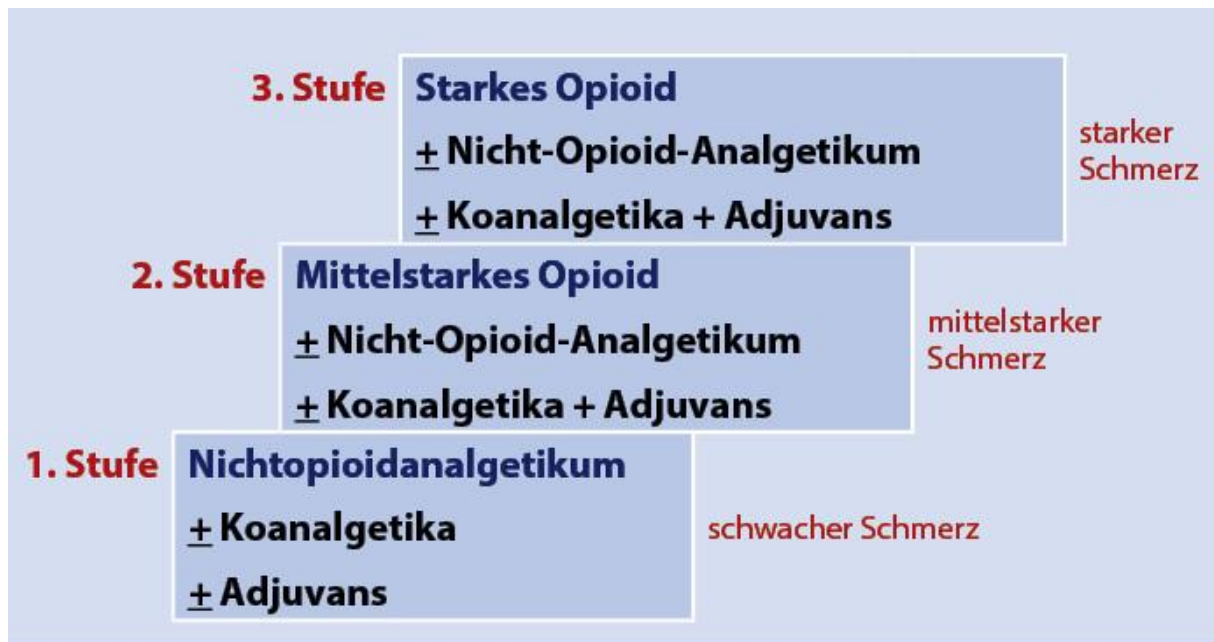 3. Stufe Starkes Opioid
± Nicht-Opioid-Analgetikum
± Koanalgetika + Adjuvans
starker
Schmerz
2. Stufe Mittelstarkes Opioid
± Nicht-Opioid-Analgetikum
± Koanalgetika + Adjuvans
mittelstarker
Schmerz
1. Stufe Nichtopioidanalgetikum
± Koanalgetika
± Adjuvans
schwacher Schmerz